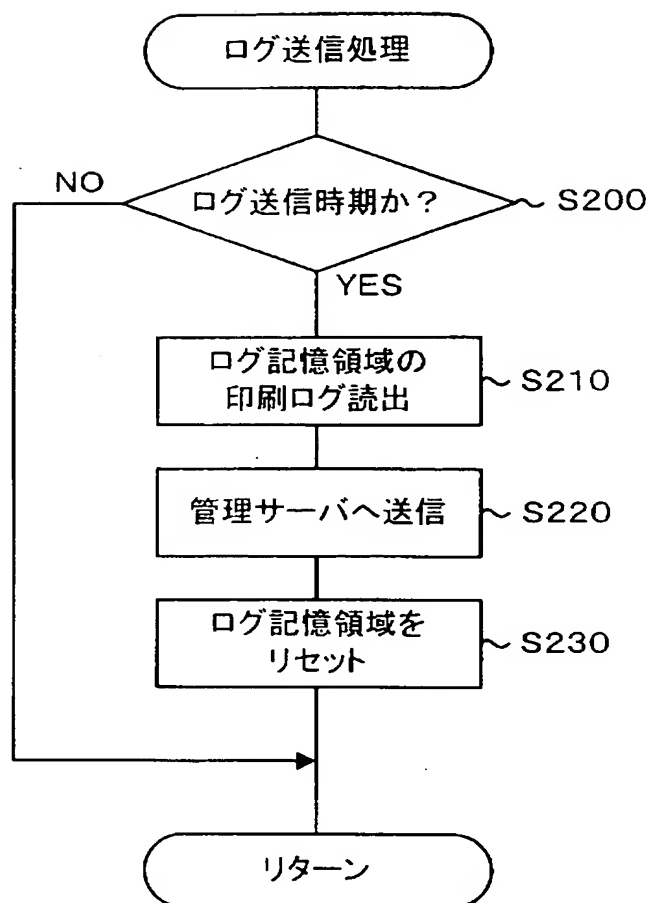 ログ送信処理
NO
ログ送信時期か？
S200
YES
ログ記憶領域の
印刷ログ読出
S210
管理サーバへ送信
S220
ログ記憶領域を
リセット
S230
リターン